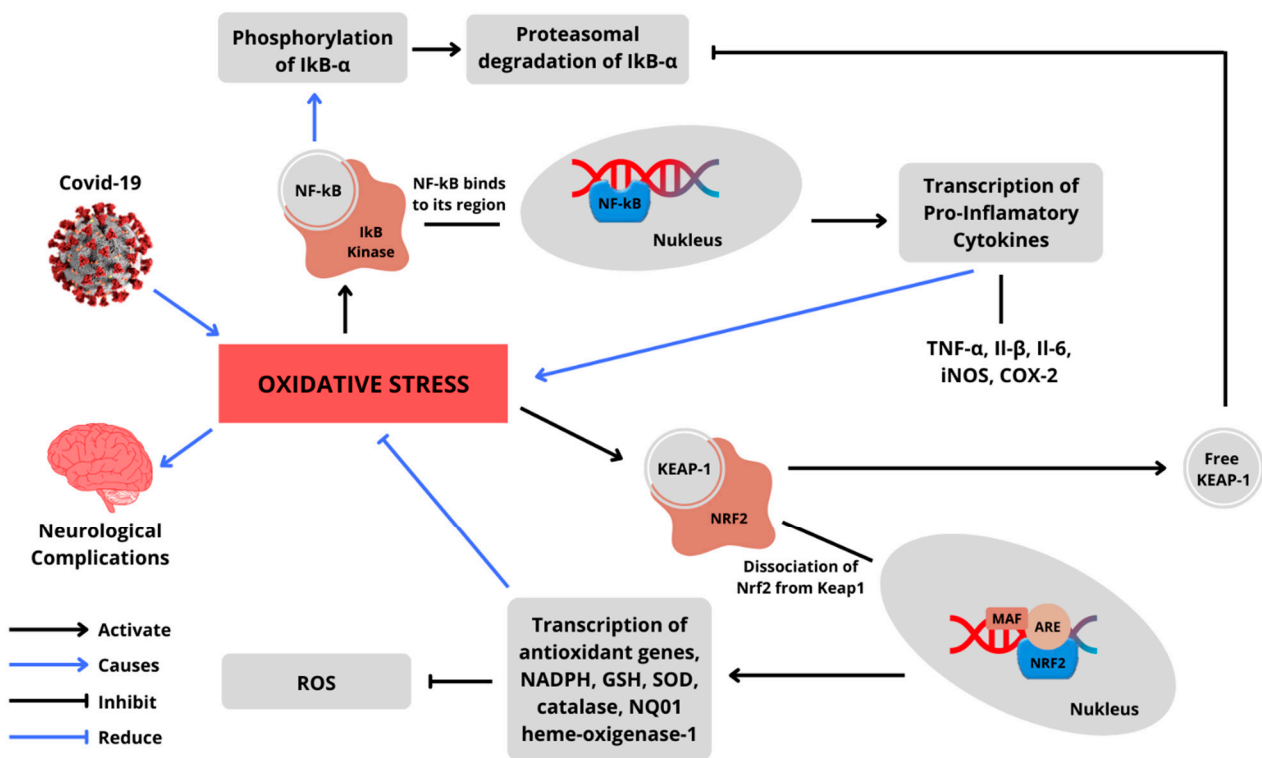 Phosphorylation
of IkB-α
Proteasomal
degradation of IkB-α
Covid-19
NF-kB
IkB
Kinase
NF-kB binds
to its region
NF-kB
Nukleus
Transcription of
Pro-Inflamatory
Cytokines
TNF-α, Il-β, Il-6,
iNOS, COX-2
OXIDATIVE STRESS
KEAP-1
NRF2
Free
KEAP-1
Neurological
Complications
Dissociation of
Nrf2 from Keap1
MAF
ARE
NRF2
Nukleus
Transcription of
antioxidant genes,
NADPH, GSH, SOD,
catalase, NQ01
heme-oxigenase-1
ROS
Activate
Causes
Inhibit
Reduce